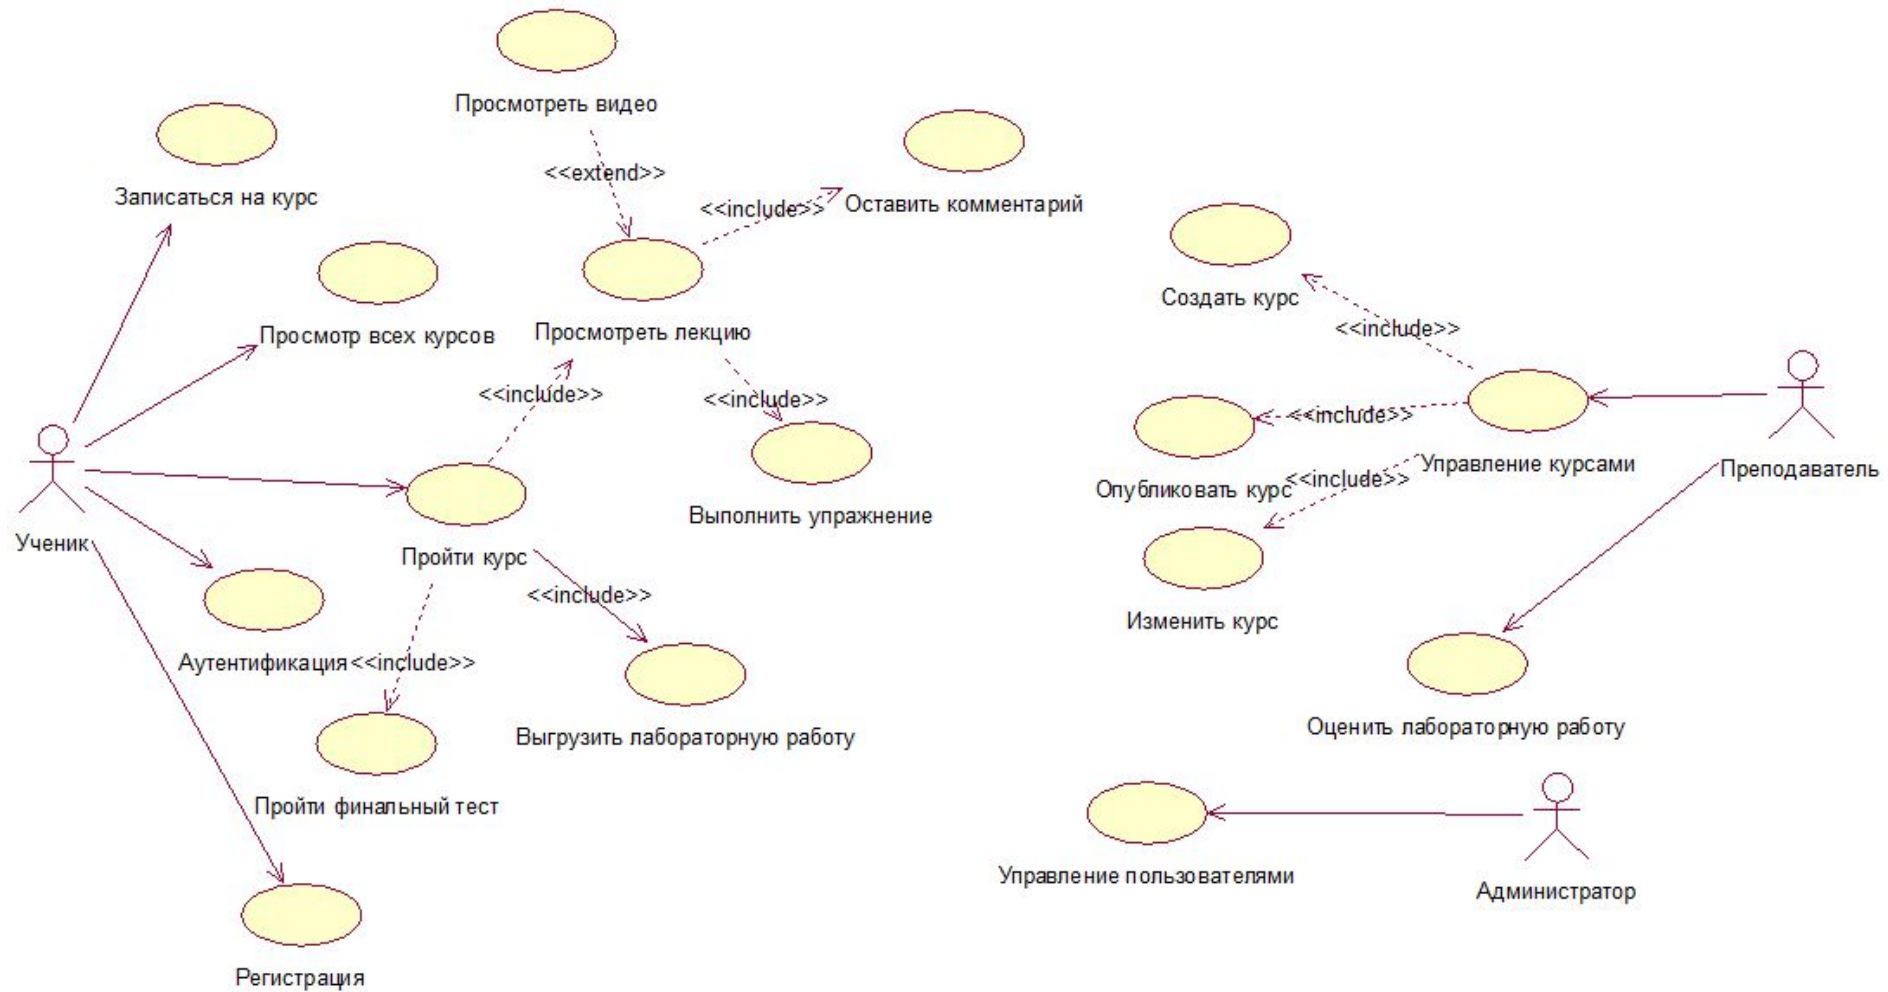 Просмотреть видео
<<extend>>
Записаться на курс
<<include>>
Оставить комментарий
Просмотр всех курсов
Просмотреть лекцию
Создать курс
<<include>>
<<include>>
<<include>>
<<include>>
Управление курсами
Преподаватель
Опубликовать курс
<<include>>
Выполнить упражнение
Ученик
Пройти курс
<<include>>
Изменить курс
Аутентификация
<<include>>
Выгрузить лабораторную работу
Оценить лабораторную работу
Пройти финальный тест
Управление пользователями
Администратор
Регистрация